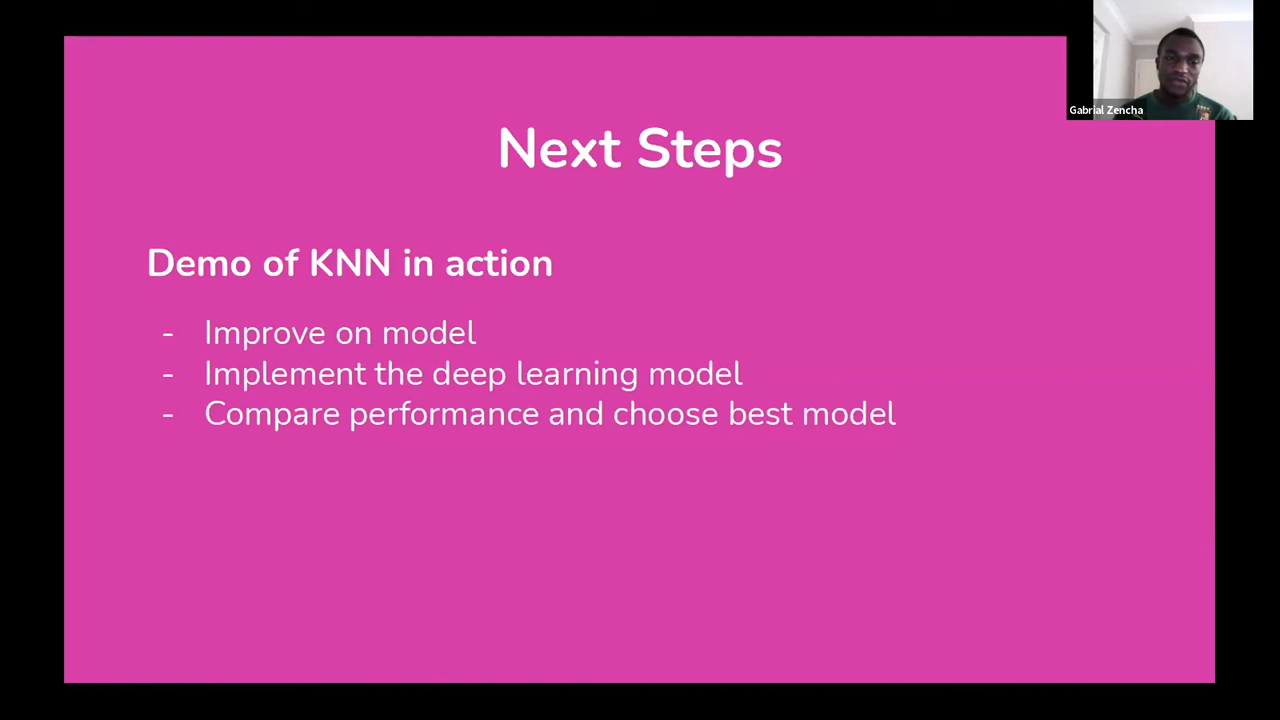 Gabrial Zencha
Next Steps
Demo of KNN in action
- Improve on model
- Implement the deep learning model
- Compare performance and choose best model